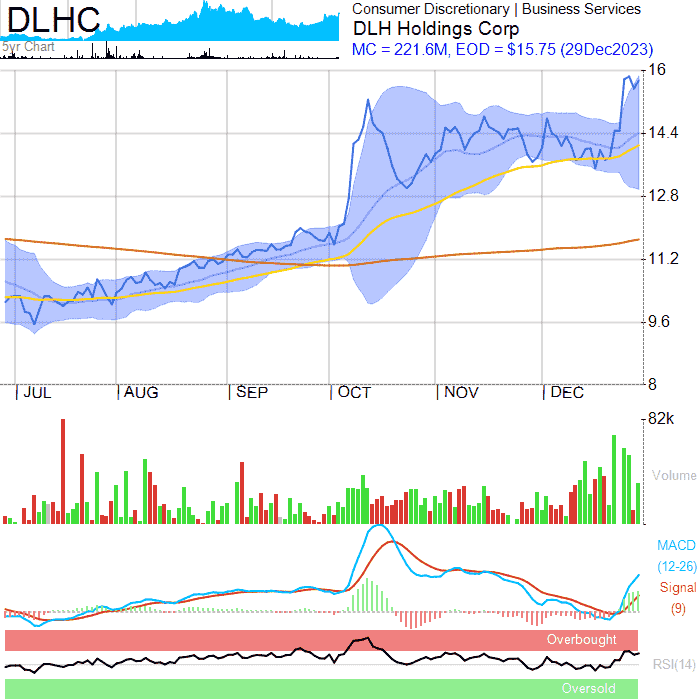 DLHC
5yr Chart
Consumer Discretionary | Business Services
DLH Holdings Corp
MC = 221.6M, EOD = $15.75 (29Dec2023)
16
14.4
12.8
11.2
9.6
8
JUL AUG SEP OCT NOV DEC
82k
Volume
MACD
(12-26)
Signal
(9)
Overbought
RSI(14)
Oversold